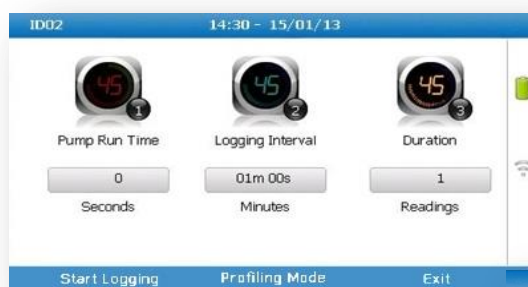 ID02 14:30 - 15/01/13
45 1 45 2 45 3
Pump Run Time Logging Interval Duration
0 01m 00s 1
Seconds Minutes Readings
Start Logging Profiling Mode Exit